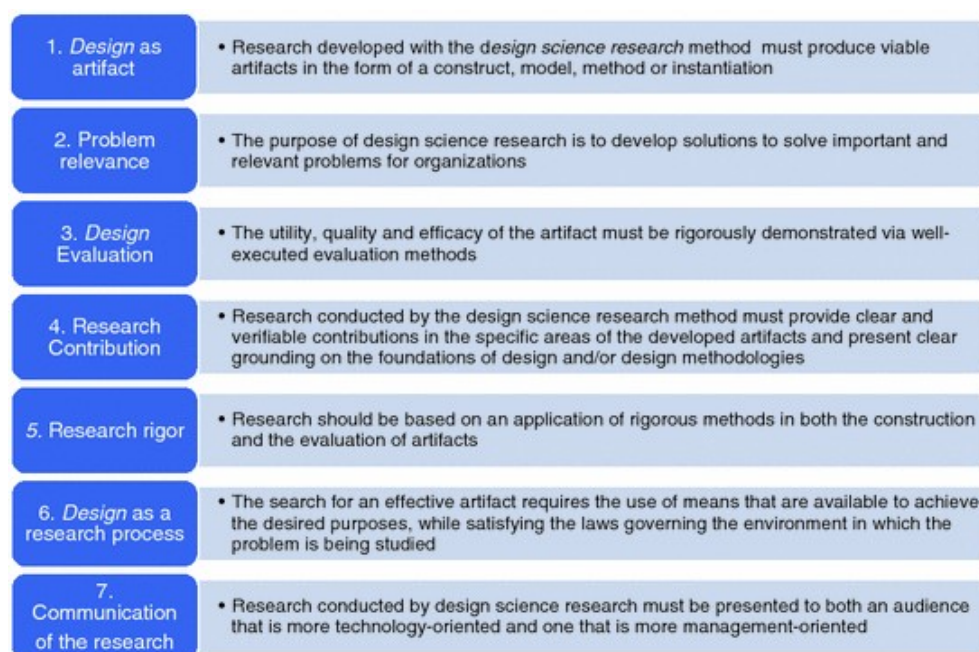 1. Design as
artifact
• Research developed with the design science research method must produce viable
artifacts in the form of a construct, model, method or instantiation
2. Problem
relevance
• The purpose of design science research is to develop solutions to solve important and
relevant problems for organizations
3. Design
Evaluation
• The utility, quality and efficacy of the artifact must be rigorously demonstrated via well-
executed evaluation methods
4. Research
Contribution
• Research conducted by the design science research method must provide clear and
verifiable contributions in the specific areas of the developed artifacts and present clear
grounding on the foundations of design and/or design methodologies
5. Research rigor
• Research should be based on an application of rigorous methods in both the construction
and the evaluation of artifacts
6. Design as a
research process
• The search for an effective artifact requires the use of means that are available to achieve
the desired purposes, while satisfying the laws governing the environment in which the
problem is being studied
7.
Communication
of the research
• Research conducted by design science research must be presented to both an audience
that is more technology-oriented and one that is more management-oriented